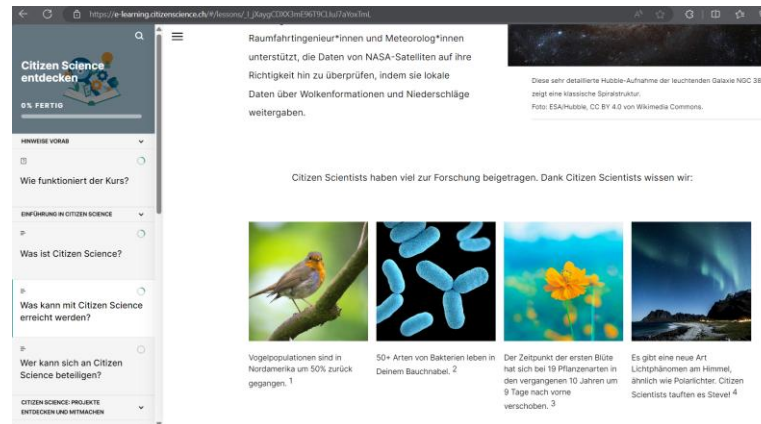 https://e-learning.citizenscience.ch/#/lessons/
Citizen Science
entdecken
0% FERTIG
HINWEISE VORAB
Wie funktioniert der Kurs?
EINFÜHRUNG IN CITIZEN SCIENCE
Was ist Citizen Science?
Was kann mit Citizen Science
erreicht werden?
Wer kann sich an Citizen
Science beteiligen?
CITIZEN SCIENCE: PROJEKTE
ENTDECKEN UND MITMACHEN
Raumfahrtingenieur*innen und Meteorolog*innen
unterstützt, die Daten von NASA-Satelliten auf ihre
Richtigkeit hin zu überprüfen, indem sie lokale
Daten über Wolkenformationen und Niederschläge
weitergeben.
Diese sehr detaillierte Hubble-Aufnahme der leuchtenden Galaxie NGC 38
zeigt eine klassische Spiralstruktur.
Foto: ESA/Hubble, CC BY 4.0 von Wikimedia Commons.
Citizen Scientists haben viel zur Forschung beigetragen. Dank Citizen Scientists wissen wir:
Vogelpopulationen sind in
Nordamerika um 50% zurück
gegangen. 1
50+ Arten von Bakterien leben in
Deinem Bauchnabel. 2
Der Zeitpunkt der ersten Blüte
hat sich bei 19 Pflanzenarten in
den vergangenen 10 Jahren um
9 Tage nach vorne
verschoben. 3
Es gibt eine neue Art
Lichtphänomen am Himmel,
ähnlich wie Polarlichter. Citizen
Scientists tauften es Steve! 4